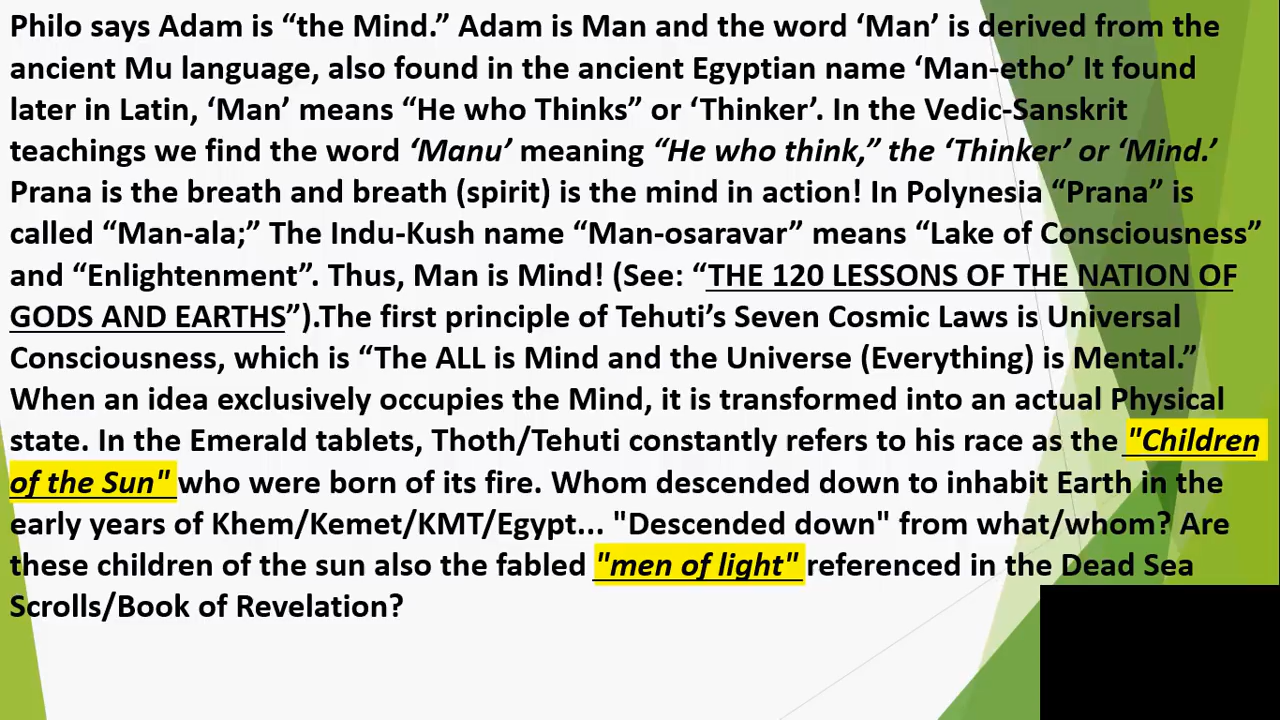 Philo says Adam is “the Mind.” Adam is Man and the word ‘Man’ is derived from the
ancient Mu language, also found in the ancient Egyptian name ‘Man-etho’ It found
later in Latin, ‘Man’ means “He who Thinks” or ‘Thinker’. In the Vedic-Sanskrit
teachings we find the word ‘Manu’ meaning “He who think,” the ‘Thinker’ or ‘Mind.’
Prana is the breath and breath (spirit) is the mind in action! In Polynesia “Prana” is
called “Man-ala;” The Indu-Kush name “Man-osaravar” means “Lake of Consciousness”
and “Enlightenment”. Thus, Man is Mind! (See: “THE 120 LESSONS OF THE NATION OF
GODS AND EARTHS”).The first principle of Tehuti’s Seven Cosmic Laws is Universal
Consciousness, which is “The ALL is Mind and the Universe (Everything) is Mental.”
When an idea exclusively occupies the Mind, it is transformed into an actual Physical
state. In the Emerald tablets, Thoth/Tehuti constantly refers to his race as the "Children
of the Sun" who were born of its fire. Whom descended down to inhabit Earth in the
early years of Khem/Kemet/KMT/Egypt... "Descended down" from what/whom? Are
these children of the sun also the fabled "men of light" referenced in the Dead Sea
Scrolls/Book of Revelation?